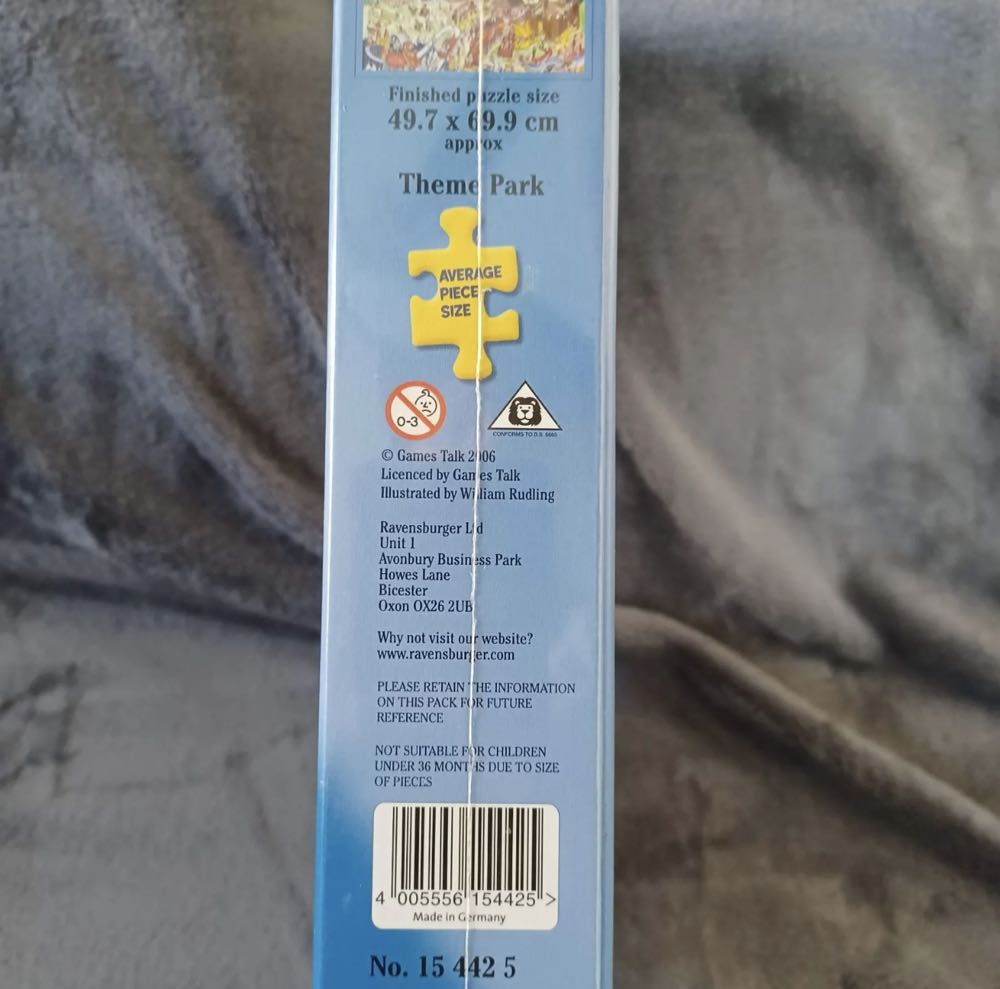 Finished puzzle size
49.7 x 69.9 cm
approx
Theme Park
AVERAGE
PIECE
SIZE
0-3
CONFORMS TO B.S. 5665
© Games Talk 2006
Licenced by Games Talk
Illustrated by William Rudling
Ravensburger Ltd
Unit 1
Avonbury Business Park
Howes Lane
Bicester
Oxon OX26 2UB
Why not visit our website?
www.ravensburger.com
PLEASE RETAIN THE INFORMATION
ON THIS PACK FOR FUTURE
REFERENCE
NOT SUITABLE FOR CHILDREN
UNDER 36 MONTHS DUE TO SIZE
OF PIECES
4 005556 154425 >
Made in Germany
No. 15 442 5